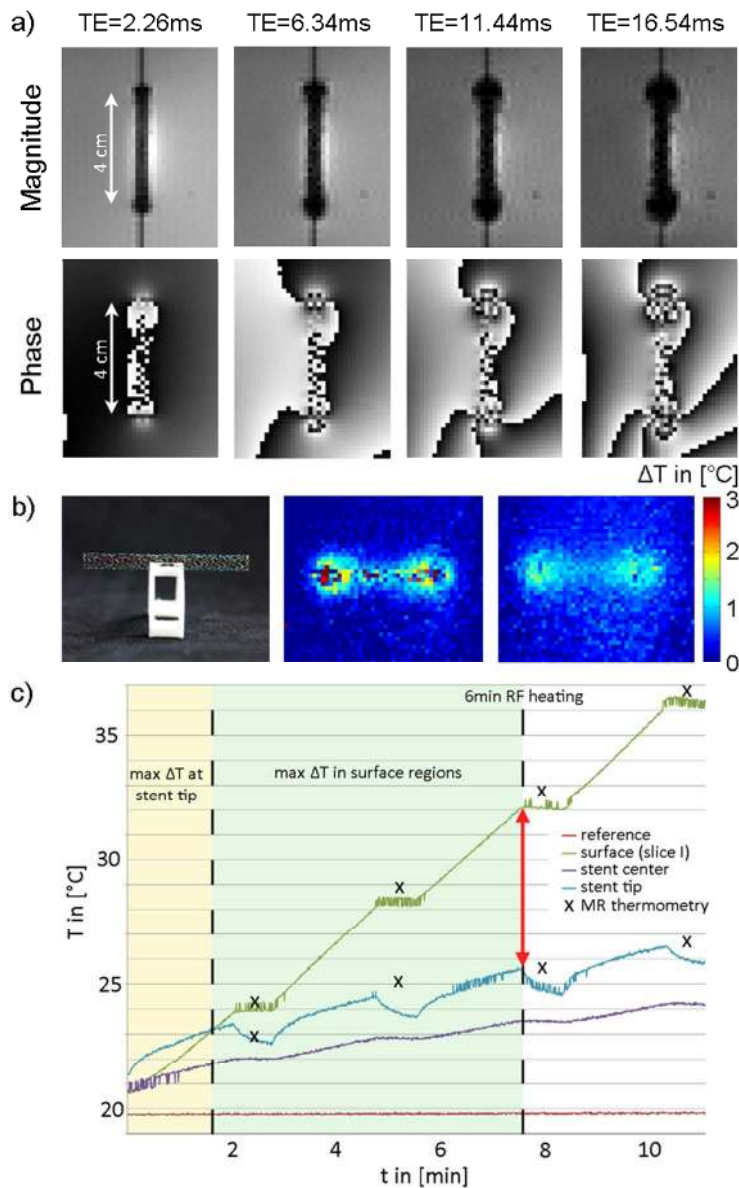 a) TE=2.26ms TE=6.34ms TE=11.44ms TE=16.54ms
Magnitude
4 cm
Phase
4 cm
ΔT in [°C]
b)
3
2
1
0
c)
6min RF heating
max ΔT at
stent tip
max ΔT in surface regions
reference
surface (slice I)
stent center
stent tip
X MR thermometry
T in [°C]
35
30
25
20
2 4 6 8 10
t in [min]